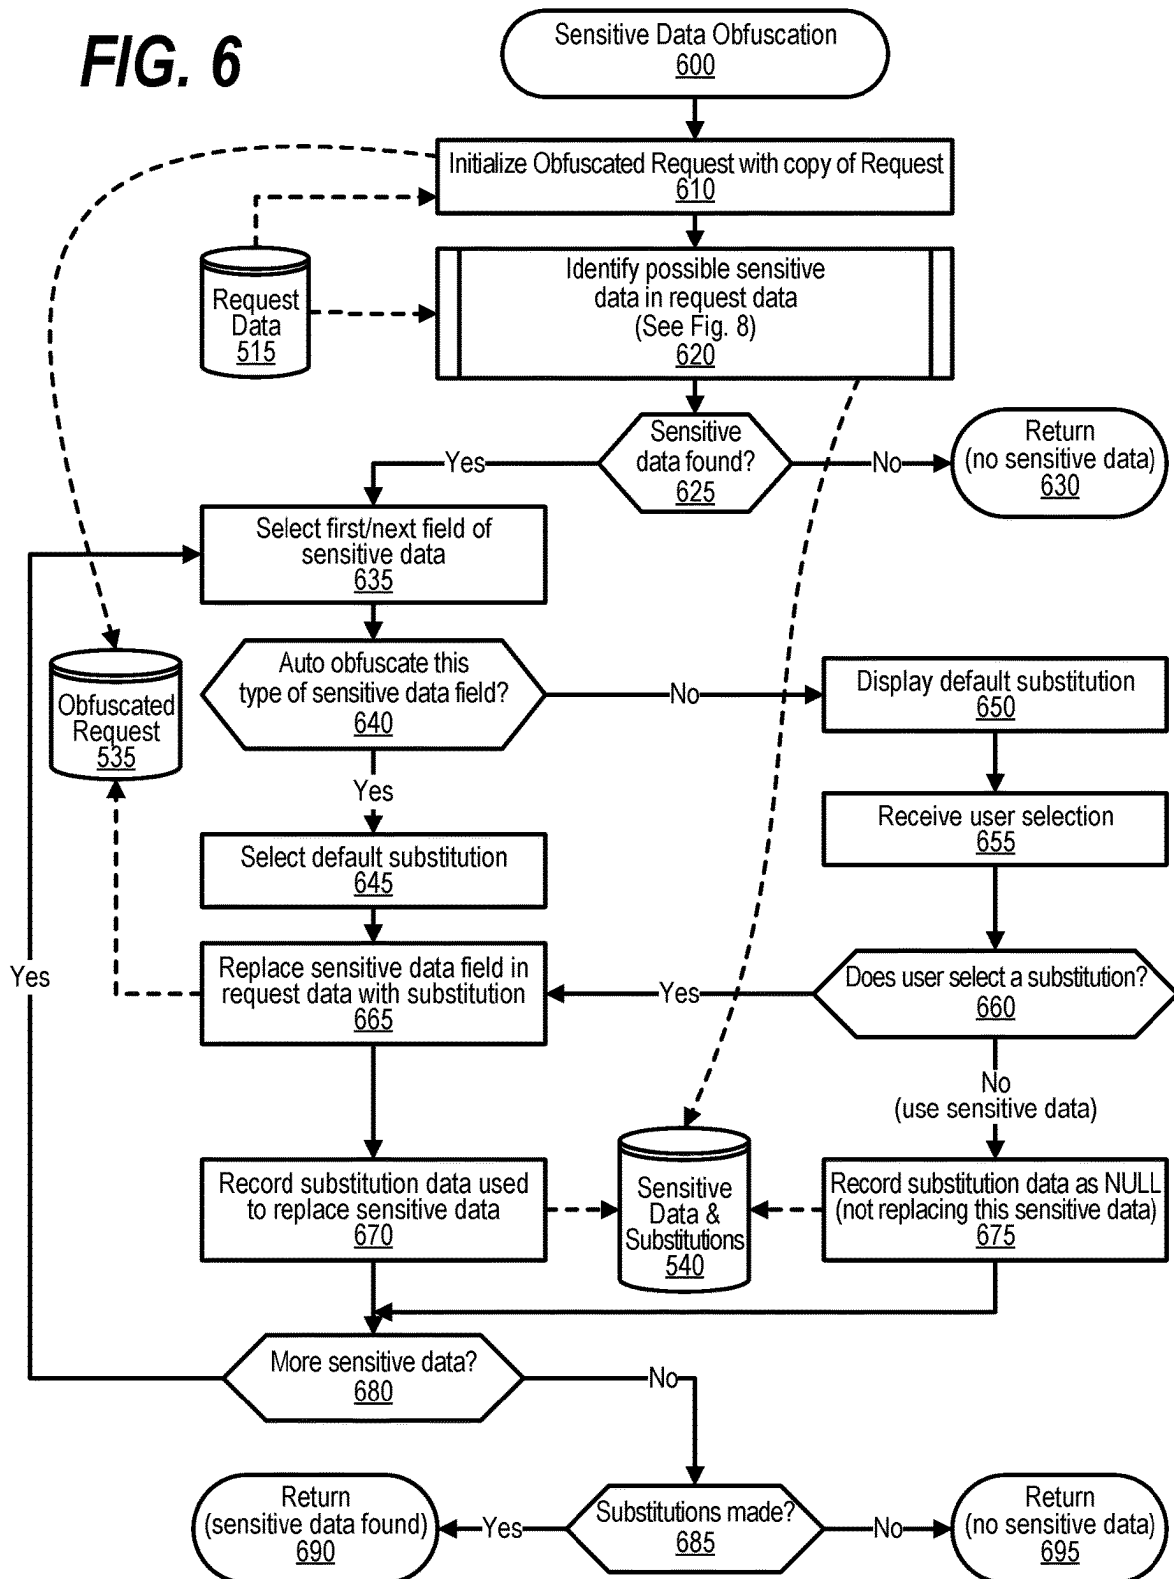 FIG. 6
Sensitive Data Obfuscation
600
Initialize Obfuscated Request with copy of Request
610
Request
Data
515
Identify possible sensitive
data in request data
(See Fig. 8)
620
Sensitive
data found?
625
Yes
No
Return
(no sensitive data)
630
Select first/next field of
sensitive data
635
Auto obfuscate this
type of sensitive data field?
640
No
Display default substitution
650
Obfuscated
Request
535
Yes
Receive user selection
655
Select default substitution
645
Yes
Replace sensitive data field in
request data with substitution
665
Yes
Does user select a substitution?
660
No
(use sensitive data)
Record substitution data used
to replace sensitive data
670
Sensitive
Data &
Substitutions
540
Record substitution data as NULL
(not replacing this sensitive data)
675
More sensitive data?
680
No
Return
(sensitive data found)
690
Yes
Substitutions made?
685
No
Return
(no sensitive data)
695